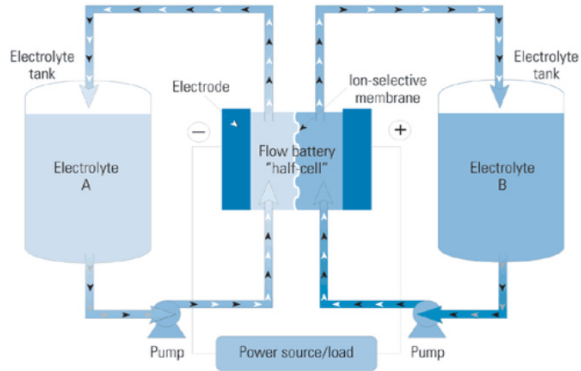 Electrolyte
tank
Electrode
Ion-selective
membrane
Electrolyte
tank
−
+
Electrolyte
A
Flow battery
"half-cell"
Electrolyte
B
Pump
Power source/load
Pump